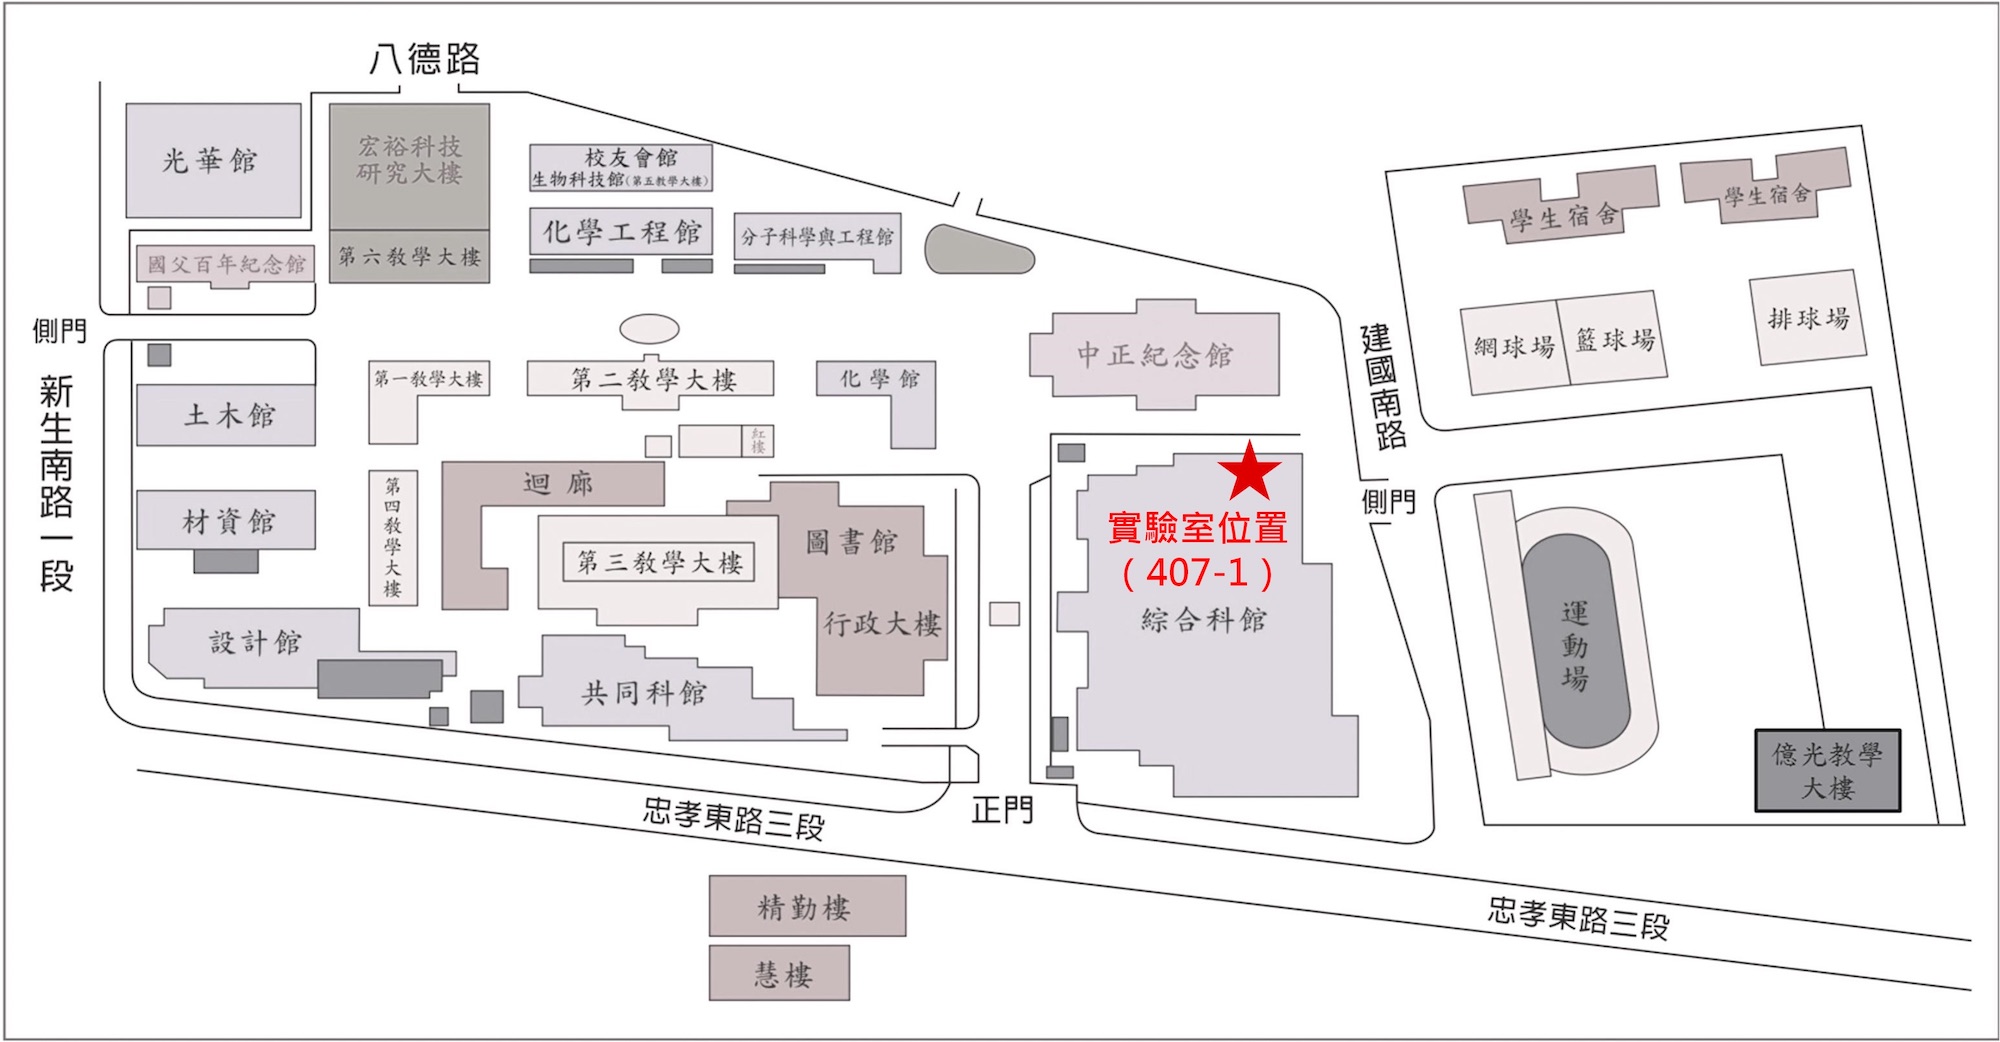 八德路
光華館
宏裕科技
研究大樓
校友會館
生物科技館(第五教學大樓)
化學工程館
分子科學與工程館
國父百年紀念館
第六教學大樓
學生宿舍
學生宿舍
側門
新生南路一段
中正紀念館
建國南路
網球場
籃球場
排球場
土木館
第一教學大樓
第二教學大樓
化學館
紅樓
材資館
第四教學大樓
迴廊
第三教學大樓
圖書館
行政大樓
實驗室位置
(407-1)
綜合科館
側門
設計館
共同科館
運動場
億光教學
大樓
忠孝東路三段
正門
精勤樓
慧樓
忠孝東路三段